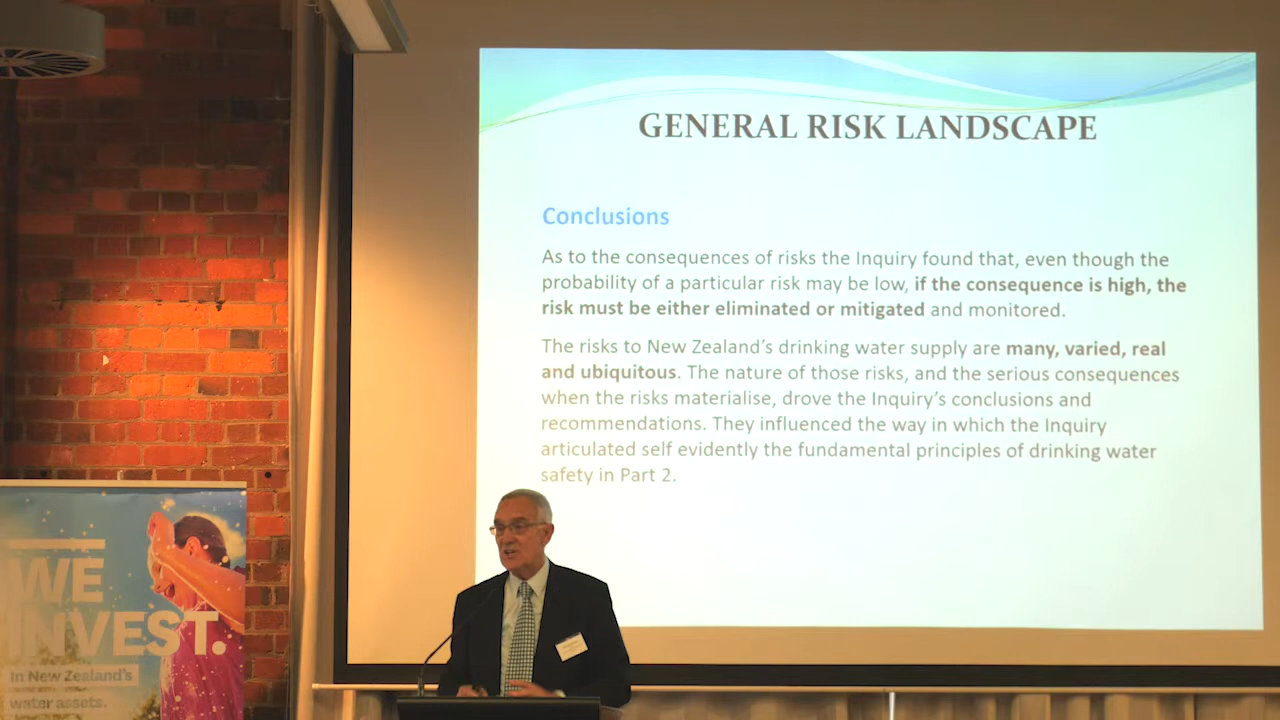 GENERAL RISK LANDSCAPE
Conclusions
As to the consequences of risks the Inquiry found that, even though the
probability of a particular risk may be low, if the consequence is high, the
risk must be either eliminated or mitigated and monitored.
The risks to New Zealand's drinking water supply are many, varied, real
and ubiquitous. The nature of those risks, and the serious consequences
when the risks materialise, drove the Inquiry's conclusions and
recommendations. They influenced the way in which the Inquiry
articulated self evidently the fundamental principles of drinking water
safety in Part 2.
WE
INVEST.
In New Zealand's
water assets.